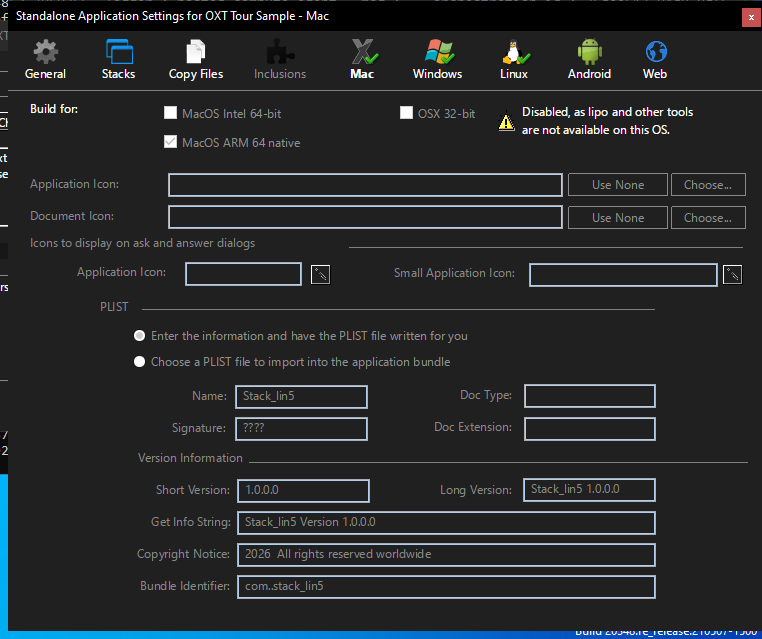 Standalone Application Settings for OXT Tour Sample - Mac
General Stacks Copy Files Inclusions Mac Windows Linux Android Web
Build for:
MacOS Intel 64-bit
OSX 32-bit
Disabled, as lipo and other tools
are not available on this OS.
MacOS ARM 64 native
Application Icon: Use None Choose...
Document Icon: Use None Choose...
Icons to display on ask and answer dialogs
Application Icon: Small Application Icon:
PLIST
Enter the information and have the PLIST file written for you
Choose a PLIST file to import into the application bundle
Name: Stack_lin5 Doc Type:
Signature: ???? Doc Extension:
Version Information
Short Version: 1.0.0.0 Long Version: Stack_lin5 1.0.0.0
Get Info String: Stack_lin5 Version 1.0.0.0
Copyright Notice: 2026 All rights reserved worldwide
Bundle Identifier: com..stack_lin5